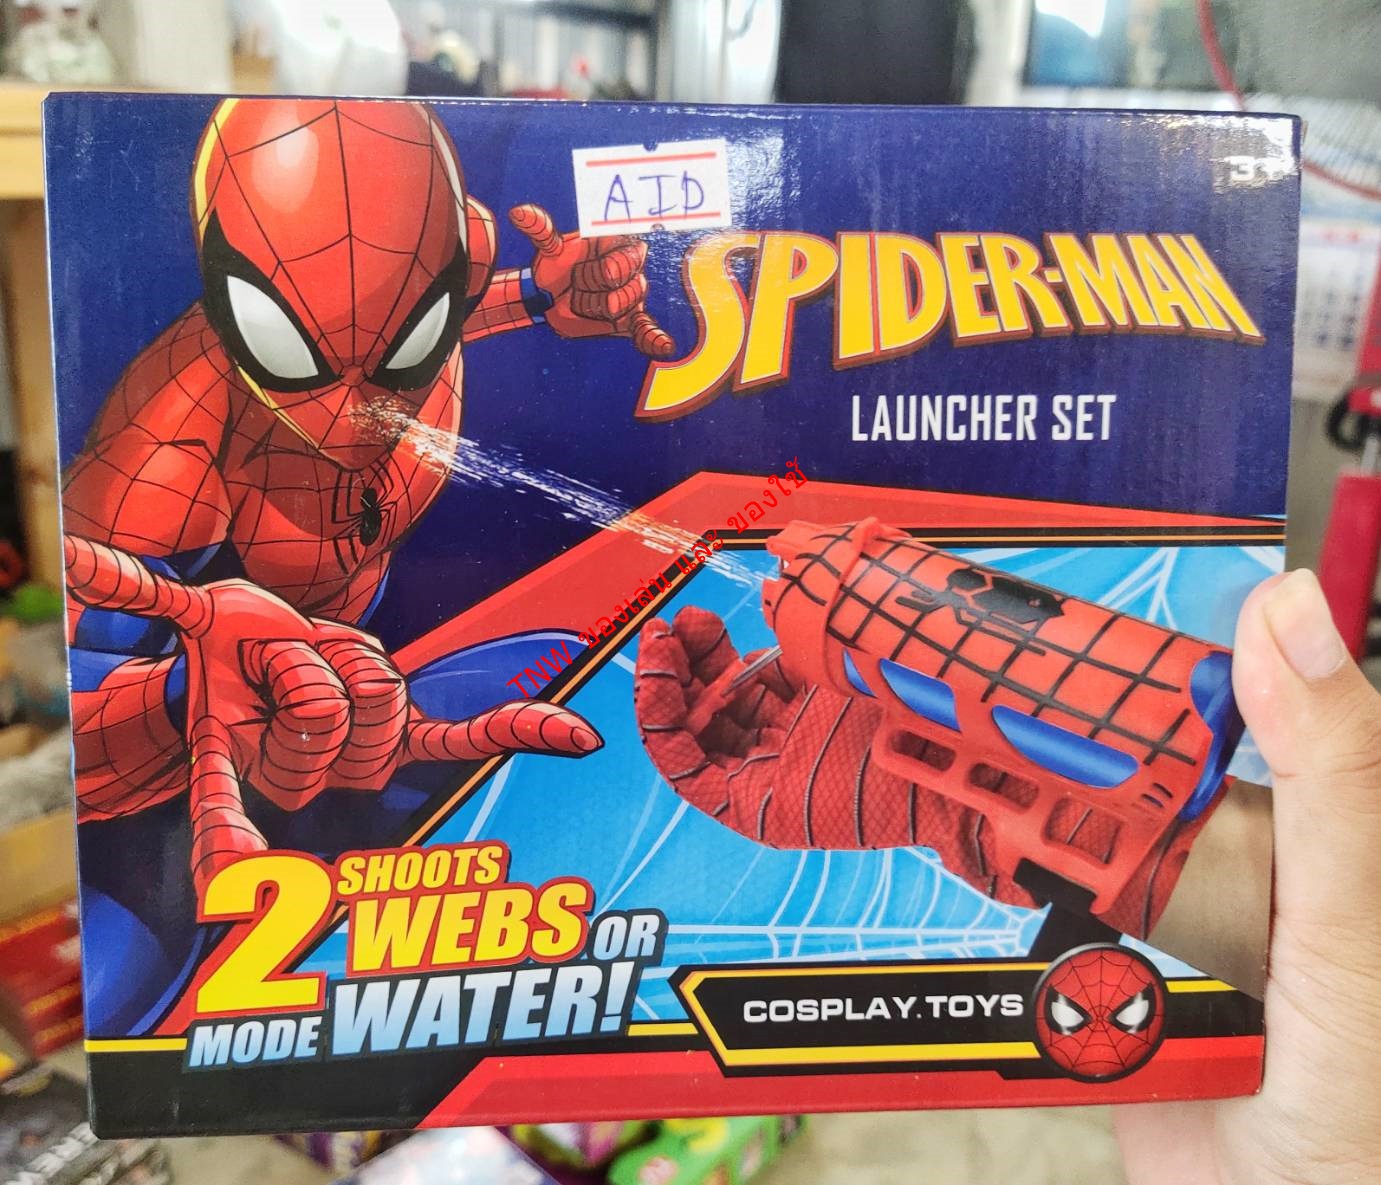 3+
AID
SPIDER-MAN
LAUNCHER SET
TNW ของเล่น และ ของใช้
2 SHOOTS
WEBS OR
MODE WATER!
COSPLAY.TOYS